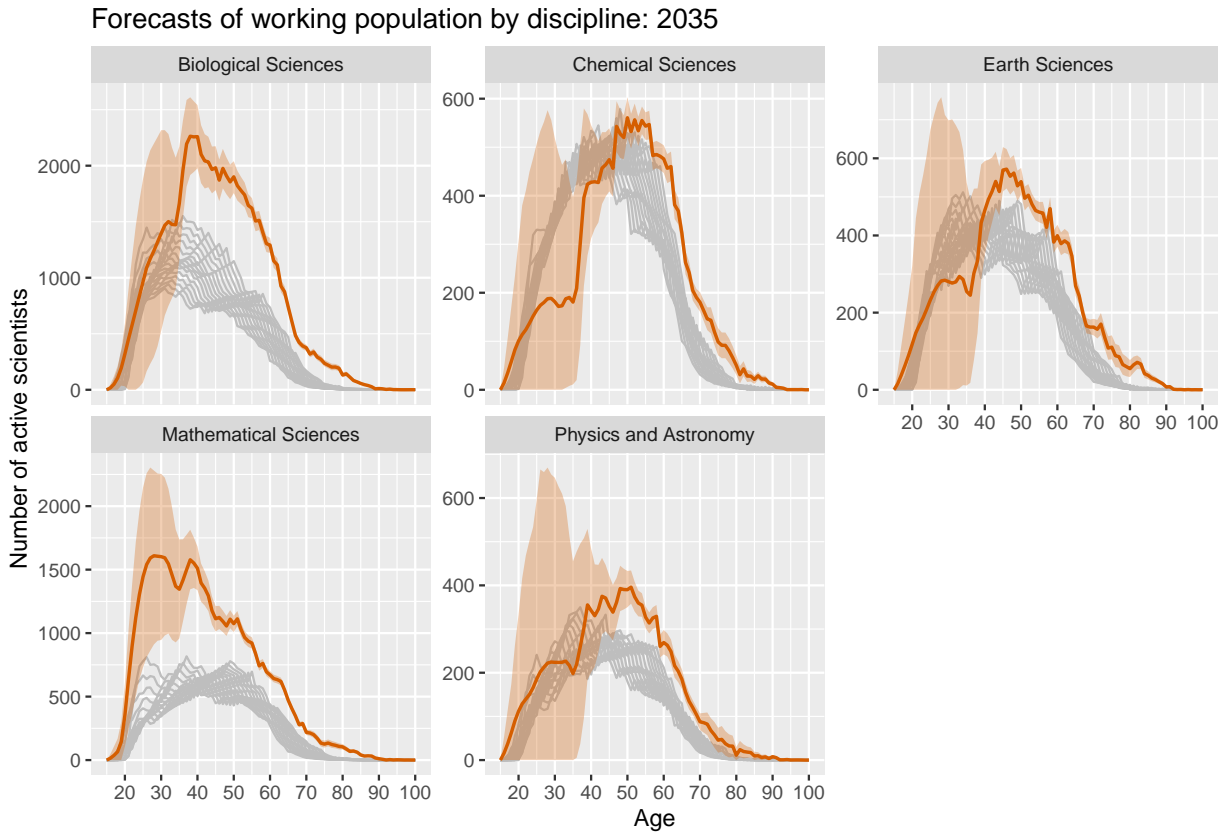 Forecasts of working population by discipline: 2035
Biological Sciences
Chemical Sciences
Earth Sciences
2000
1000
0
600
400
200
0
600
400
200
0
20 30 40 50 60 70 80 90 100
Mathematical Sciences
Physics and Astronomy
2000
1500
1000
500
0
600
400
200
0
20 30 40 50 60 70 80 90 100
20 30 40 50 60 70 80 90 100
Number of active scientists
Age